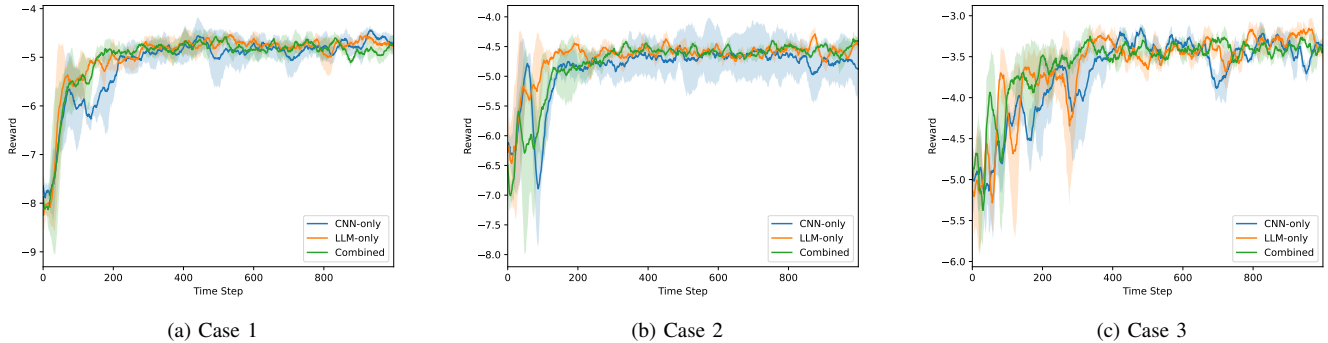 −4
−5
−6
−7
−8
−9
Reward
0
200
400
600
800
Time Step
CNN-only
LLM-only
Combined
(a) Case 1
−4.0
−4.5
−5.0
−5.5
−6.0
−6.5
−7.0
−7.5
−8.0
Reward
0
200
400
600
800
Time Step
CNN-only
LLM-only
Combined
(b) Case 2
−3.0
−3.5
−4.0
−4.5
−5.0
−5.5
−6.0
Reward
0
200
400
600
800
Time Step
CNN-only
LLM-only
Combined
(c) Case 3